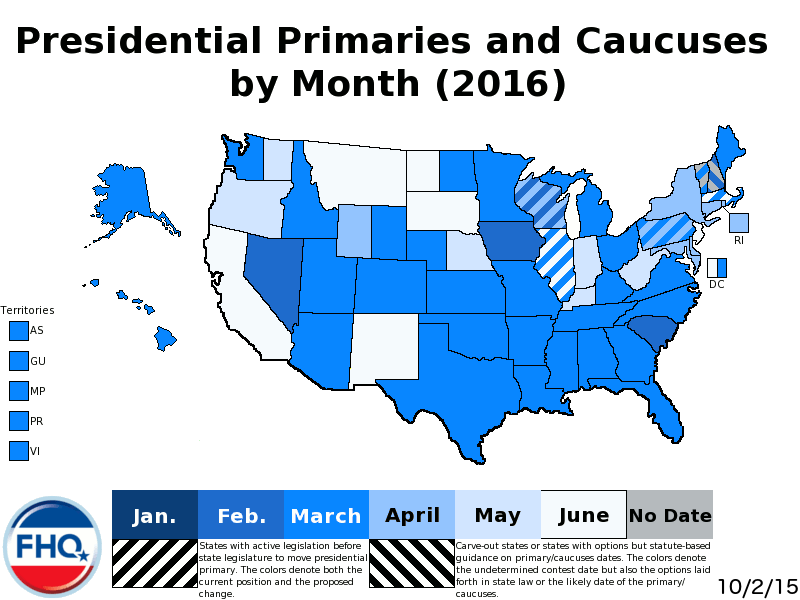 Presidential Primaries and Caucuses
by Month (2016)
RI
DC
Territories
AS
GU
MP
PR
VI
Jan.
Feb.
March
April
May
June
No Date
States with active legislation before
state legislature to move presidential
primary. The colors denote both the
current position and the proposed
change.
Carve-out states or states with options but statute-based
guidance on primary/caucuses dates. The colors denote
the undetermined contest date but also the options laid
forth in state law or the likely date of the primary/
caucuses.
FHQ
10/2/15